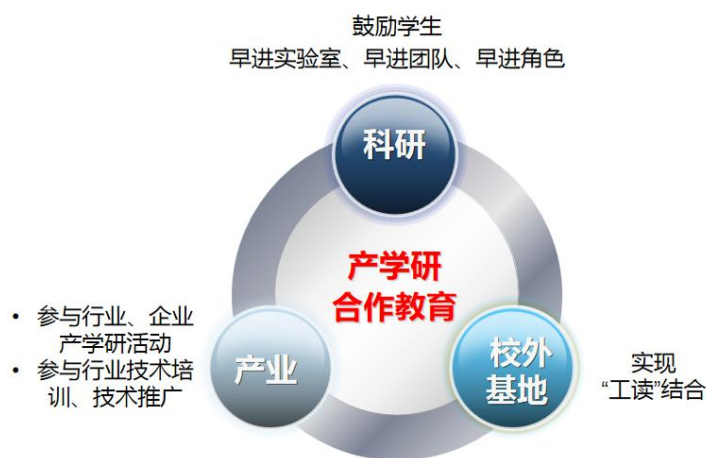 鼓励学生
早进实验室、早进团队、早进角色
科研
产学研
合作教育
• 参与行业、企业
产学研活动
• 参与行业技术培
训、技术推广
产业
校外
基地
实现
“工读”结合